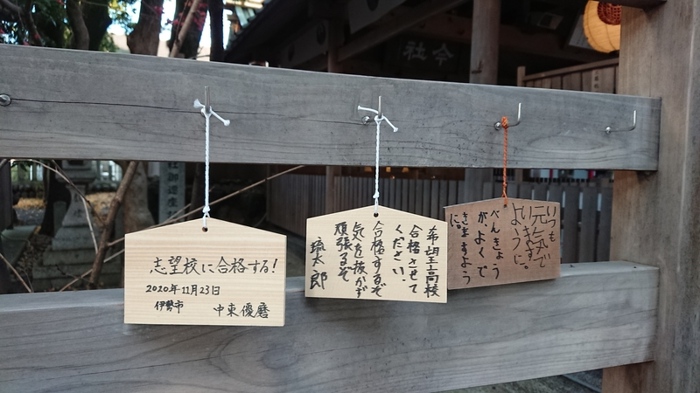 志望校に合格する!
2020年11月23日
伊勢市 中東優磨
希望高校
合格させて
ください。
合格するぞ
気を抜かず
頑張るぞ
琉太郎
いつも
元気で
いますように。
べんきょう
が、よくで
きますよう
に。
今社